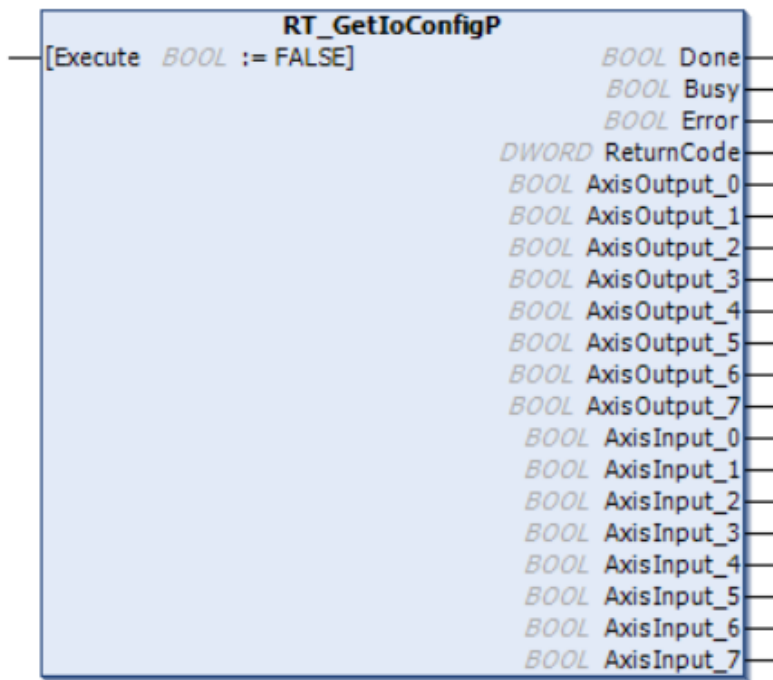 RT_GetIoConfigP
[Execute BOOL := FALSE] BOOL Done
BOOL Busy
BOOL Error
DWORD ReturnCode
BOOL AxisOutput_0
BOOL AxisOutput_1
BOOL AxisOutput_2
BOOL AxisOutput_3
BOOL AxisOutput_4
BOOL AxisOutput_5
BOOL AxisOutput_6
BOOL AxisOutput_7
BOOL AxisInput_0
BOOL AxisInput_1
BOOL AxisInput_2
BOOL AxisInput_3
BOOL AxisInput_4
BOOL AxisInput_5
BOOL AxisInput_6
BOOL AxisInput_7